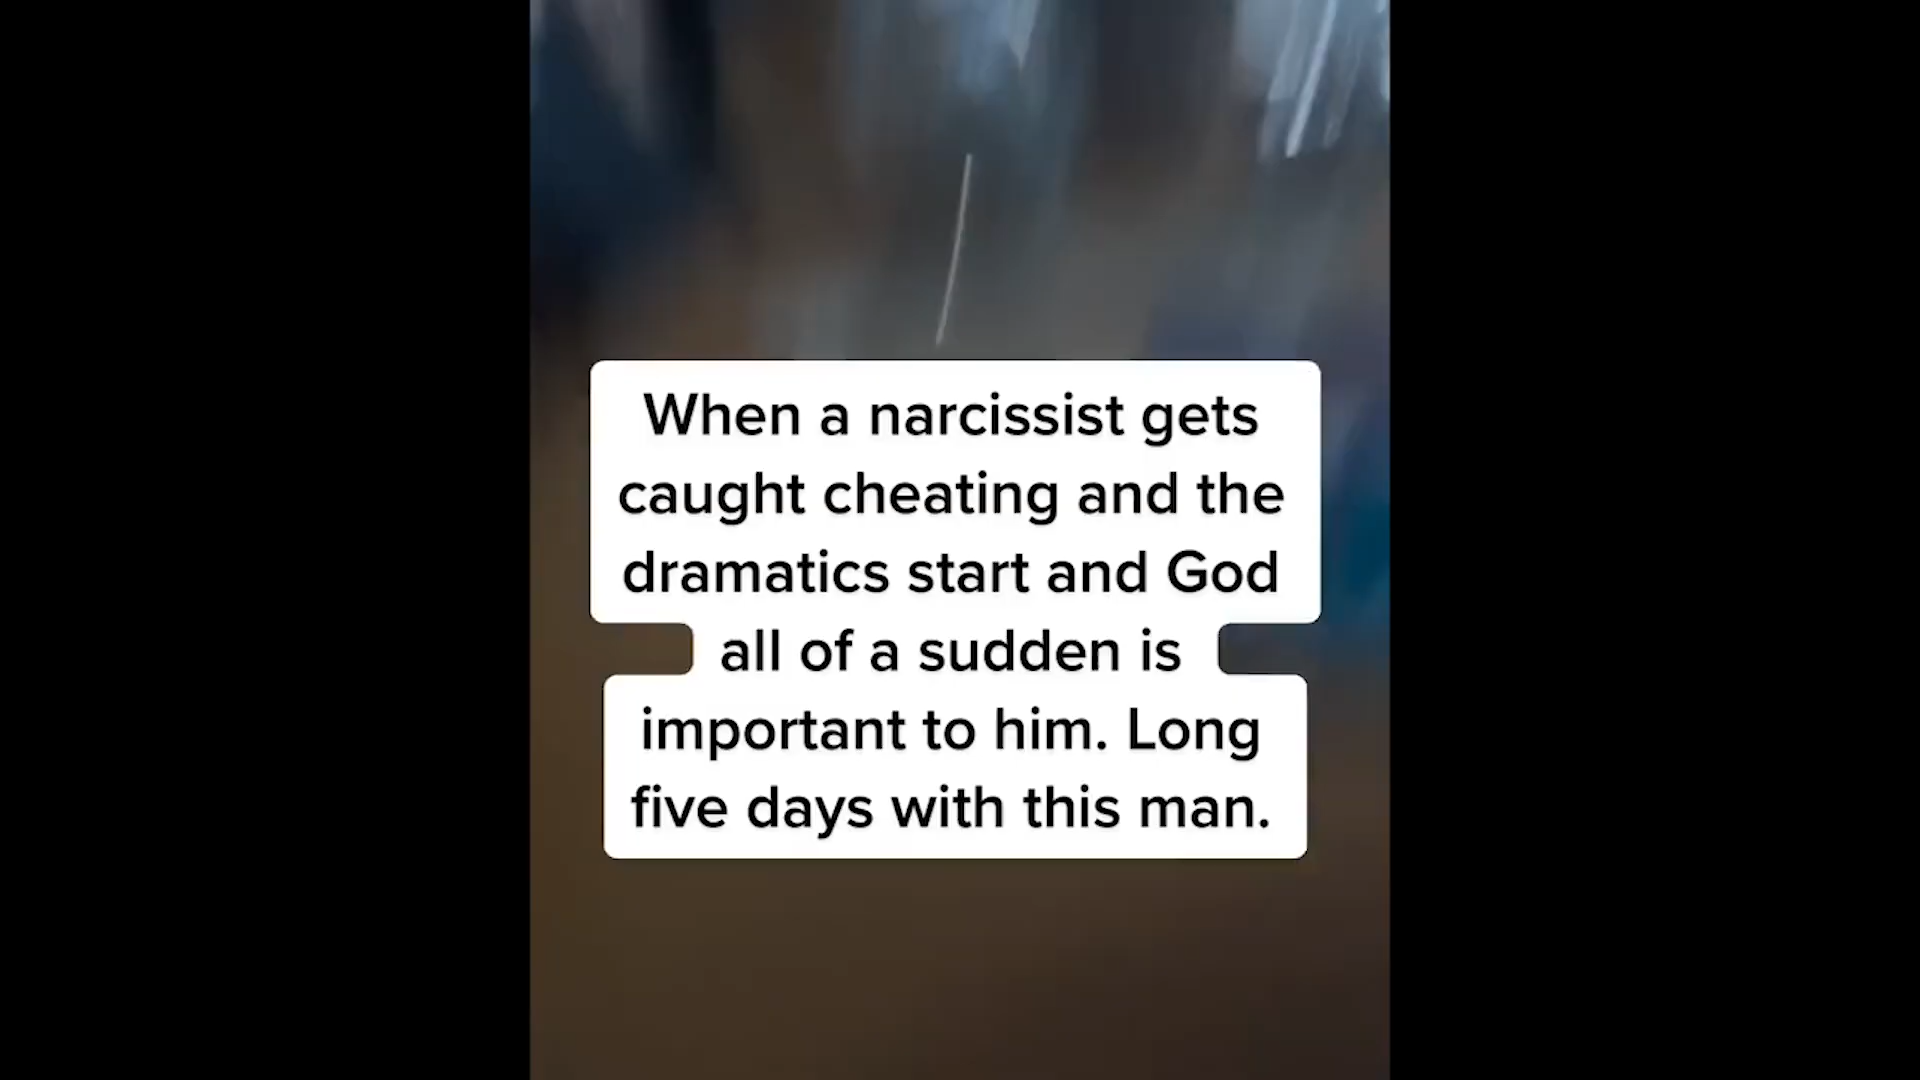 When a narcissist gets
caught cheating and the
dramatics start and God
all of a sudden is
important to him. Long
five days with this man.